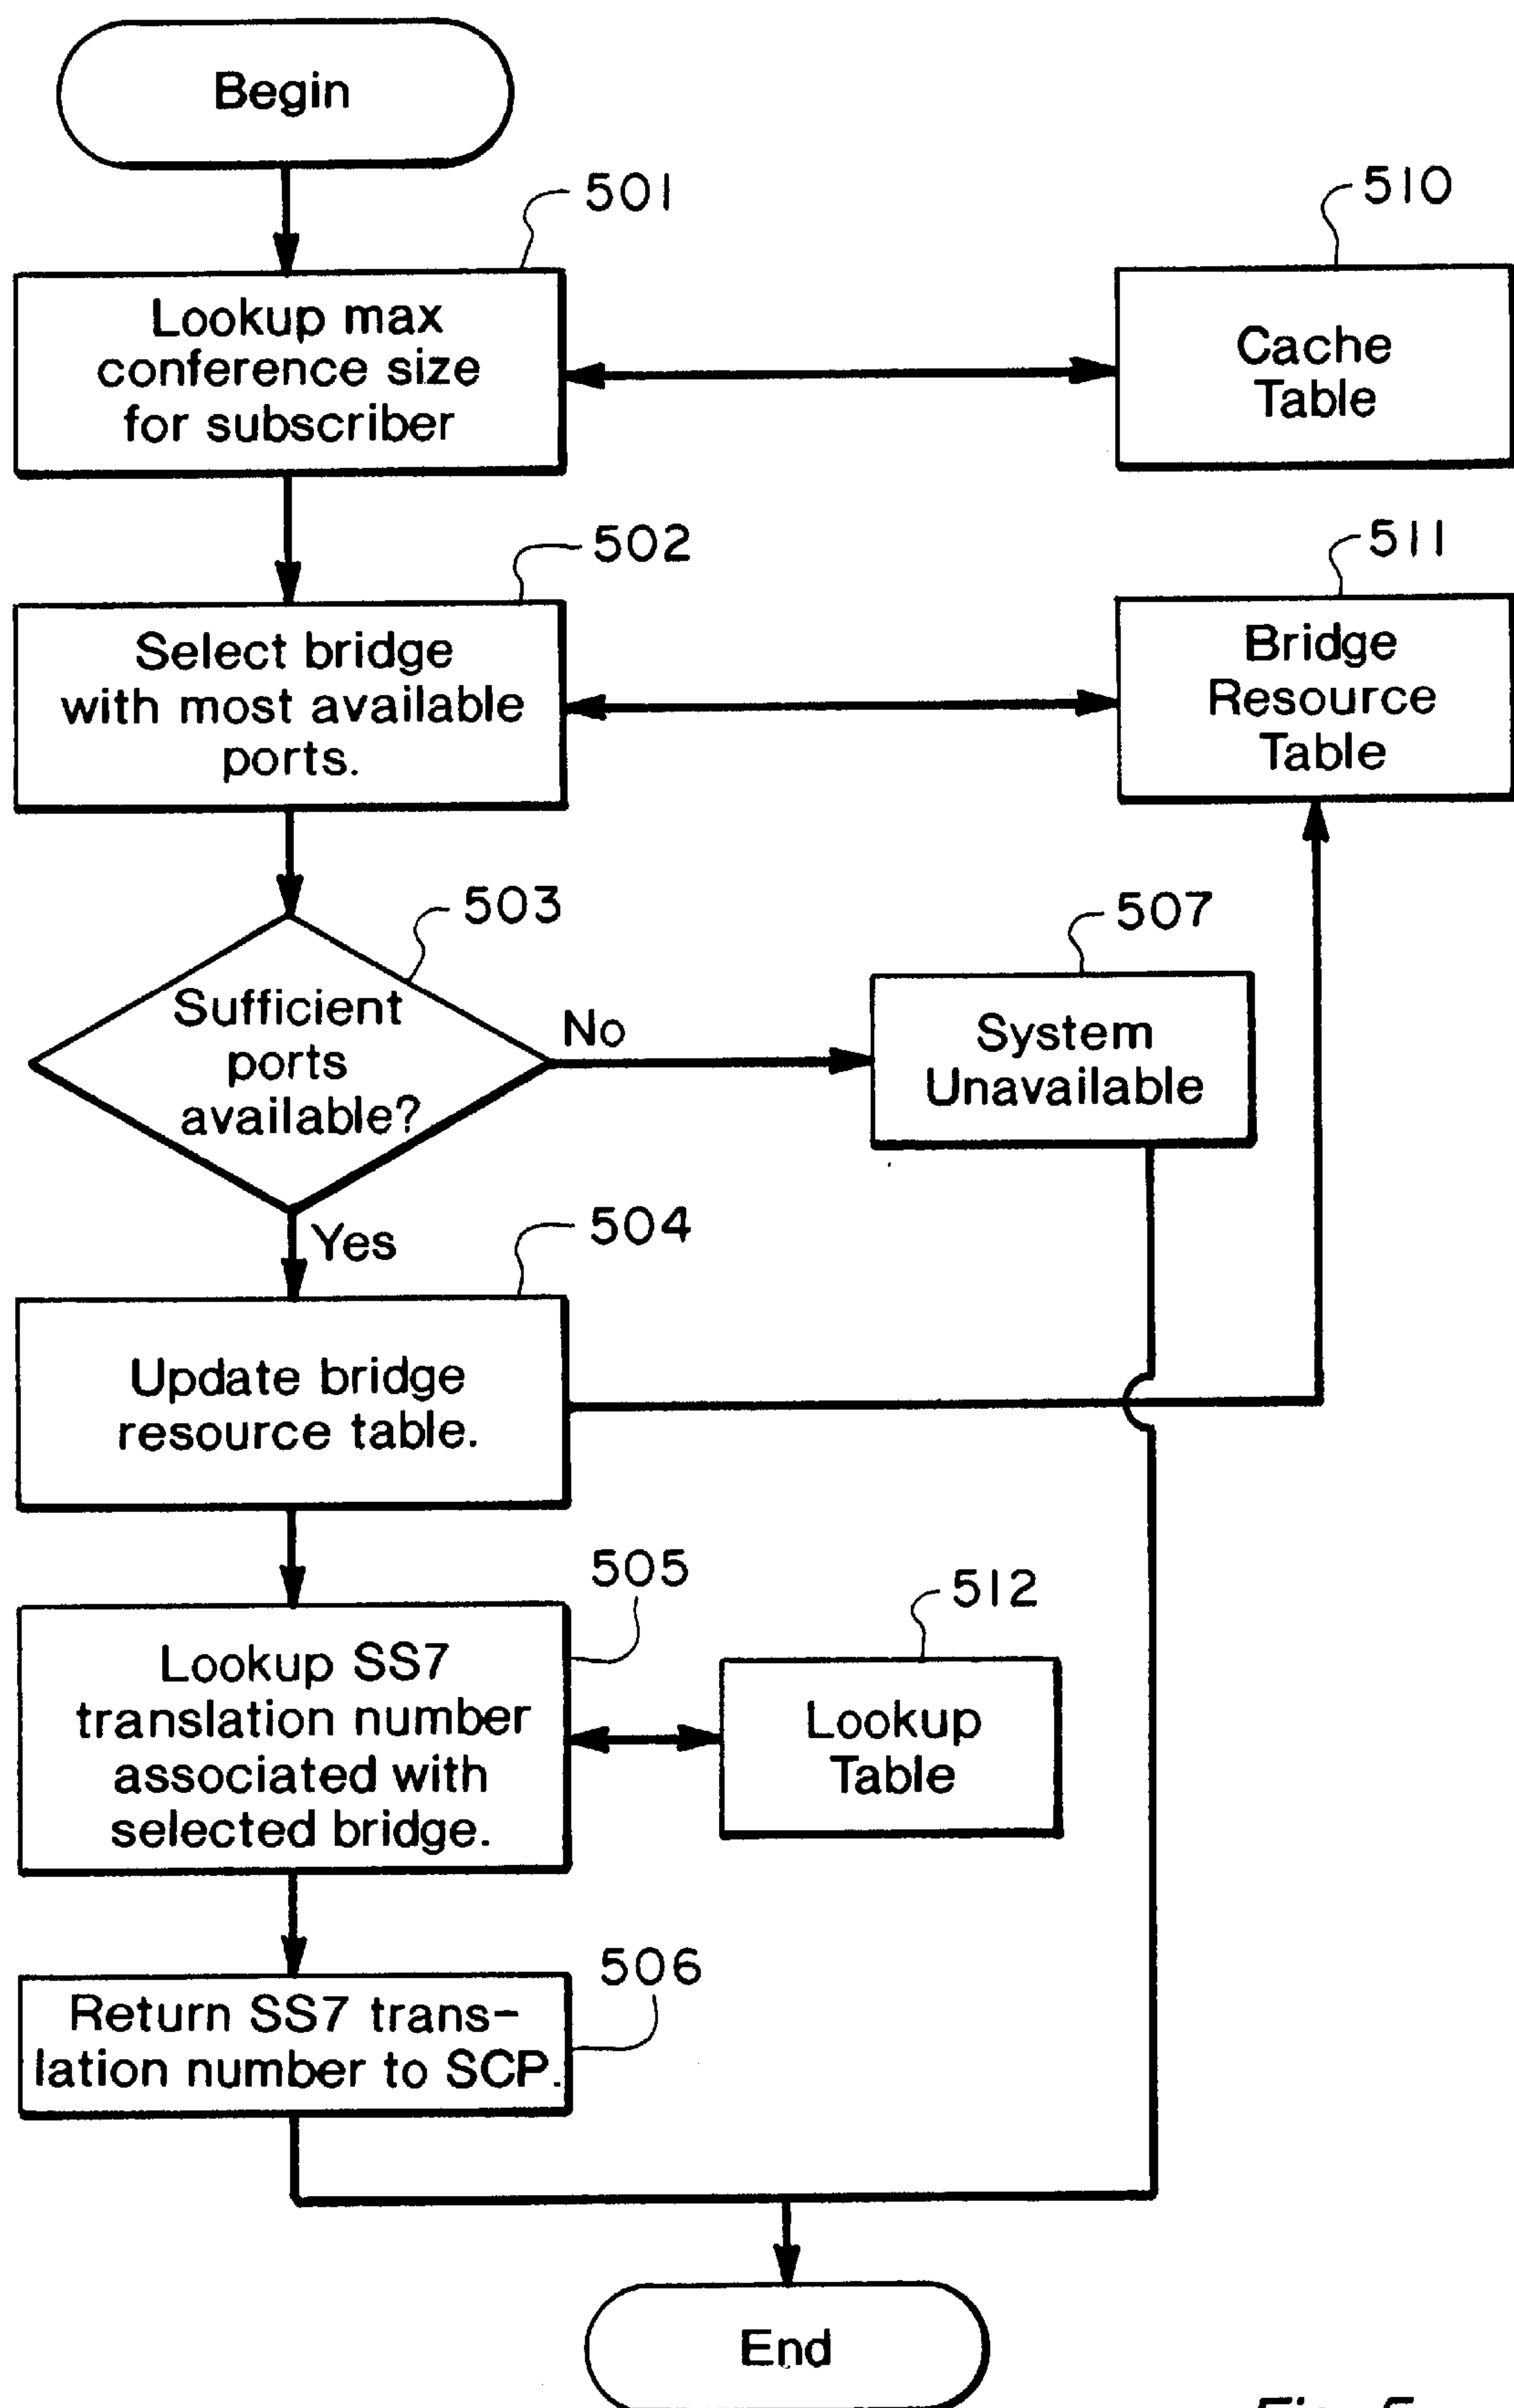 Begin
501
Lookup max
conference size
for subscriber
510
Cache
Table
502
Select bridge
with most available
ports.
511
Bridge
Resource
Table
503
Sufficient
ports
available?
No
507
System
Unavailable
Yes
504
Update bridge
resource table.
505
Lookup SS7
translation number
associated with
selected bridge.
512
Lookup
Table
506
Return SS7 trans-
lation number to SCP.
End